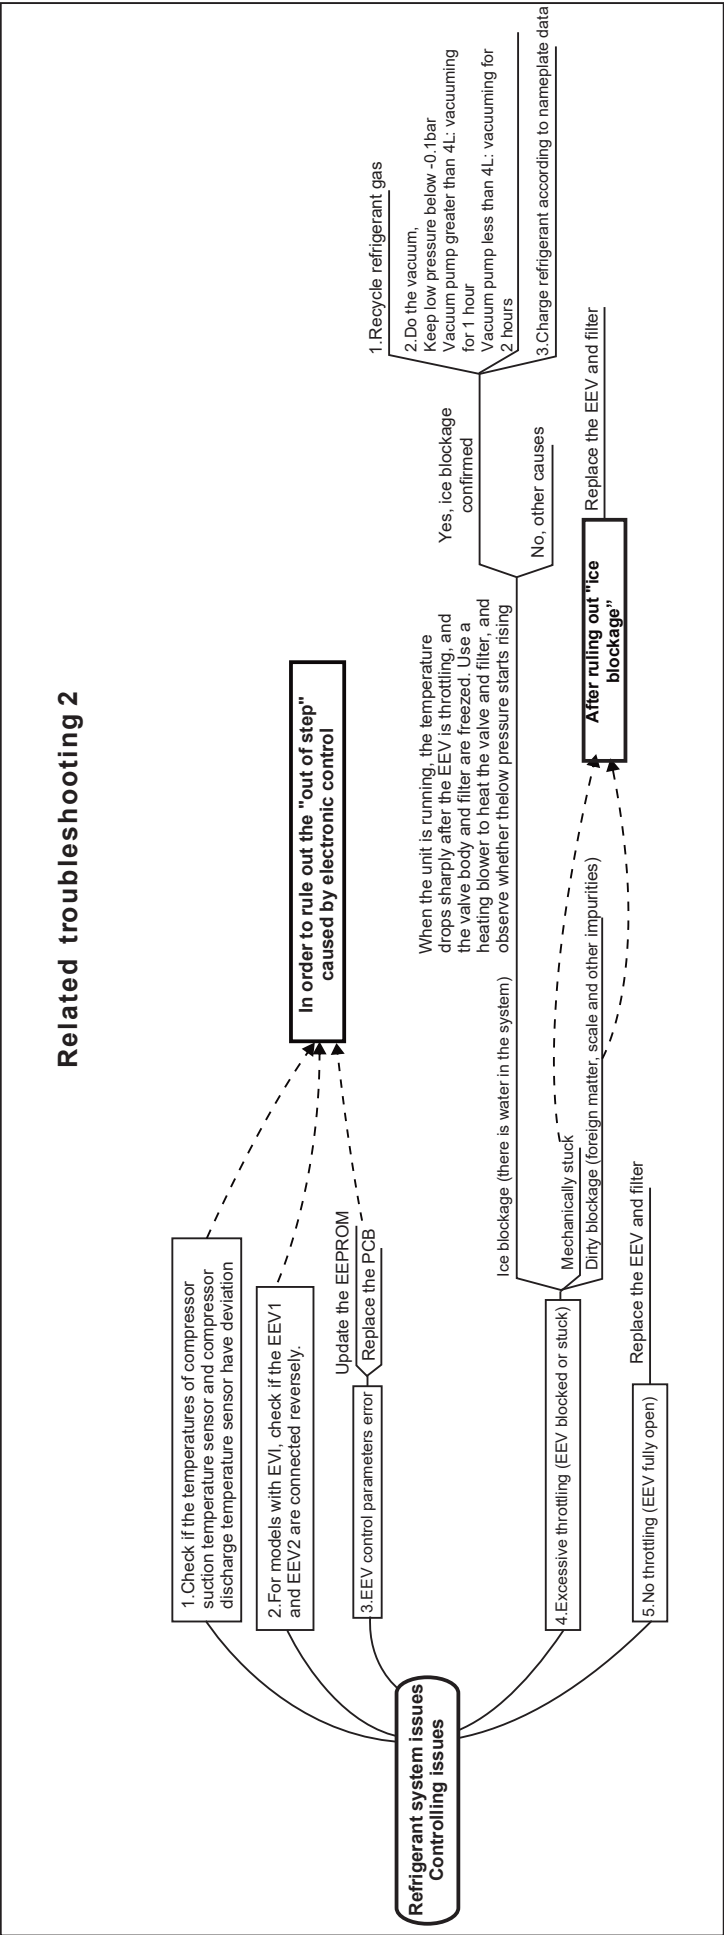 Related troubleshooting 2
Refrigerant system issues
Controlling issues
1.Check if the temperatures of compressor
suction temperature sensor and compressor
discharge temperature sensor have deviation
2.For models with EVI, check if the EEV1
and EEV2 are connected reversely.
3.EEV control parameters error
Update the EEPROM
Replace the PCB
In order to rule out the "out of step"
caused by electronic control
4.Excessive throttling (EEV blocked or stuck)
Ice blockage (there is water in the system)
When the unit is running, the temperature
drops sharply after the EEV is throttling, and
the valve body and filter are freezed. Use a
heating blower to heat the valve and filter, and
observe whether thelow pressure starts rising
Yes, ice blockage
confirmed
1.Recycle refrigerant gas
2.Do the vacuum,
Keep low pressure below -0.1bar
Vacuum pump greater than 4L: vacuuming
for 1 hour
Vacuum pump less than 4L: vacuuming for
2 hours
3.Charge refrigerant according to nameplate data
No, other causes
Mechanically stuck
Dirty blockage (foreign matter, scale and other impurities)
After ruling out "ice
blockage”
Replace the EEV and filter
5.No throttling (EEV fully open)
Replace the EEV and filter